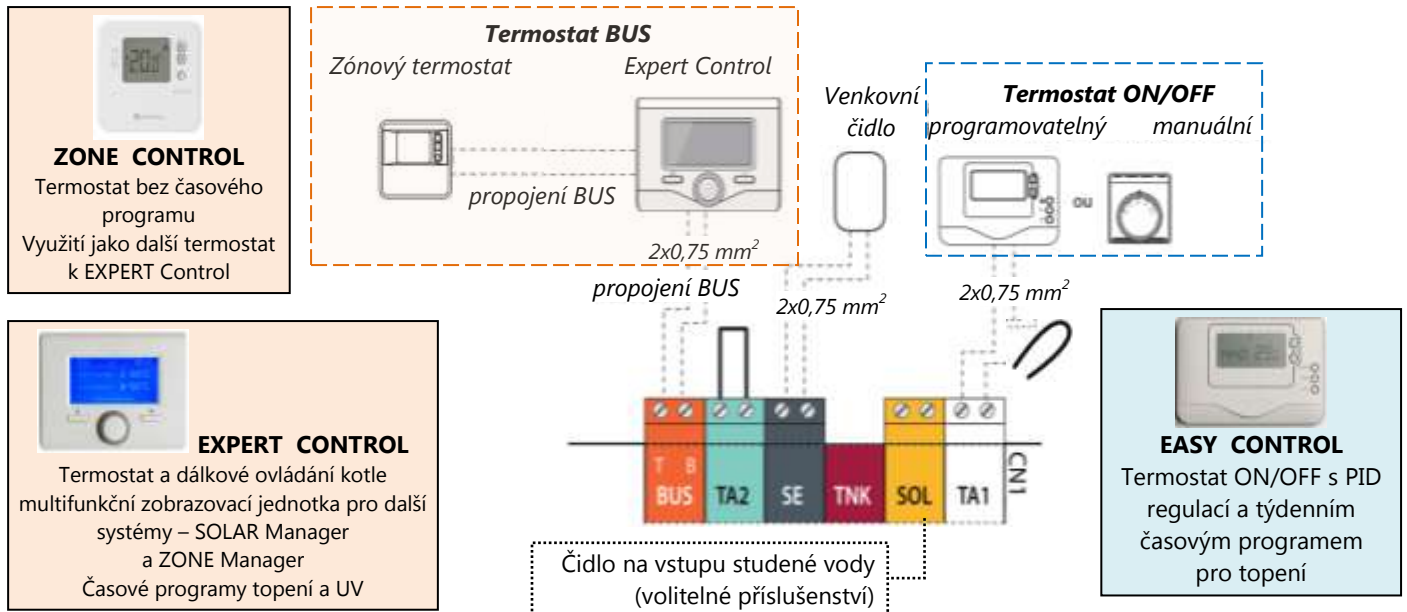 ZONE CONTROL
Termostat bez časového
programu
Využití jako další termostat
k EXPERT Control
Termostat BUS
Zónový termostat
Expert Control
propojení BUS
2x0,75 mm²
propojení BUS
Venkovní
čidlo
2x0,75 mm²
Termostat ON/OFF
programovatelný
manuální
ou
2x0,75 mm²
EXPERT CONTROL
Termostat a dálkové ovládání kotle
multifunkční zobrazovací jednotka pro další
systémy – SOLAR Manager
a ZONE Manager
Časové programy topení a UV
T B
BUS
TA2
SE
TNK
SOL
TA1
CN1
Čidlo na vstupu studené vody
(volitelné příslušenství)
EASY CONTROL
Termostat ON/OFF s PID
regulací a týdenním
časovým programem
pro topení